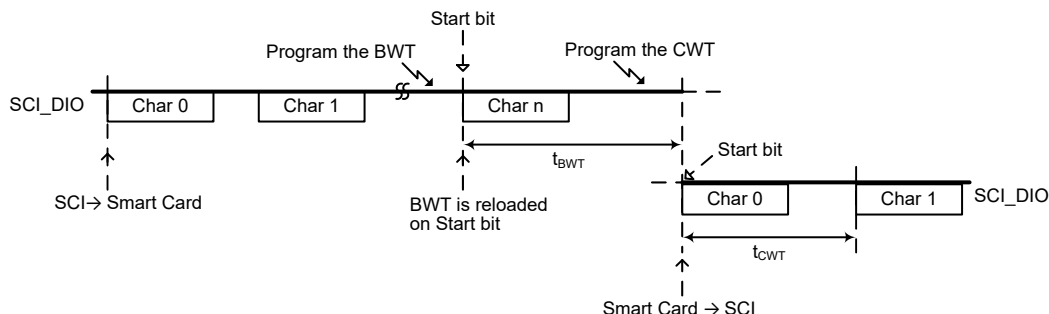 Start bit
Program the BWT
Program the CWT
SCI_DIO
Char 0
Char 1
Char n
t_BWT
Start bit
SCI→ Smart Card
BWT is reloaded
on Start bit
Char 0
Char 1
SCI_DIO
t_CWT
Smart Card → SCI